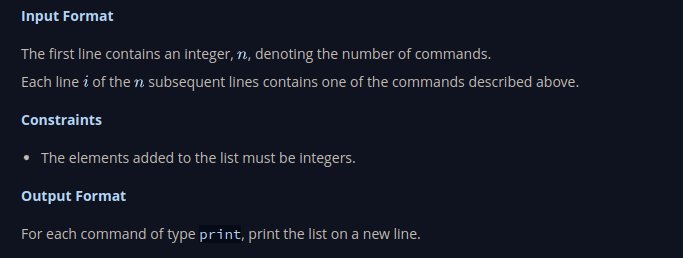 Input Format
The first line contains an integer, n, denoting the number of commands.
Each line i of the n subsequent lines contains one of the commands described above.
Constraints
• The elements added to the list must be integers.
Output Format
For each command of type print, print the list on a new line.